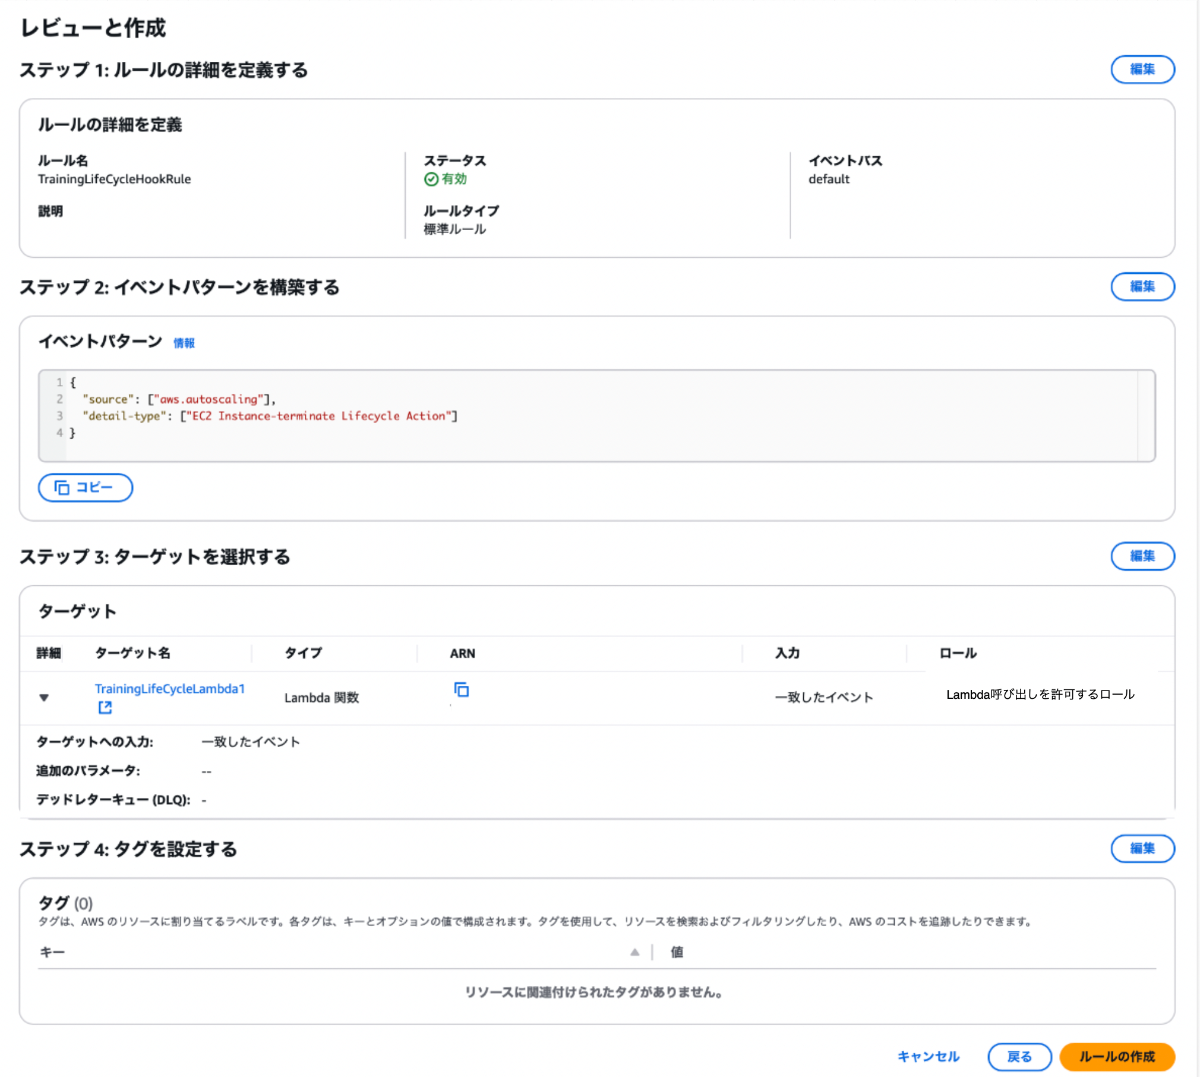 レビューと作成
ステップ 1: ルールの詳細を定義する
編集
ルールの詳細を定義
ルール名
TrainingLifeCycleHookRule
説明
ステータス
有効
ルールタイプ
標準ルール
イベントバス
default
ステップ 2: イベントパターンを構築する
編集
イベントパターン 情報
1 {
2 "source": ["aws.autoscaling"],
3 "detail-type": ["EC2 Instance-terminate Lifecycle Action"]
4 }
コピー
ステップ 3: ターゲットを選択する
編集
ターゲット
詳細 ターゲット名 タイプ ARN 入力 ロール
TrainingLifeCycleLambda1 Lambda 関数 一致したイベント Lambda呼び出しを許可するロール
ターゲットへの入力: 一致したイベント
追加のパラメータ: --
デッドレターキュー (DLQ): -
ステップ 4: タグを設定する
編集
タグ (0)
タグは、AWS のリソースに割り当てるラベルです。各タグは、キーとオプションの値で構成されます。タグを使用して、リソースを検索およびフィルタリングしたり、AWS のコストを追跡したりできます。
キー 値
リソースに関連付けられたタグがありません。
キャンセル 戻る ルールの作成